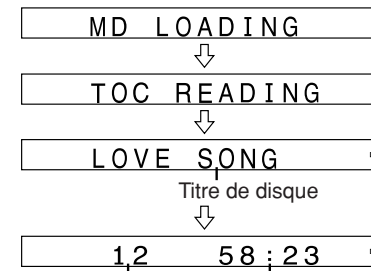 MD LOADING
TOC READING
LOVE SONG
Titre de disque
12 58:23